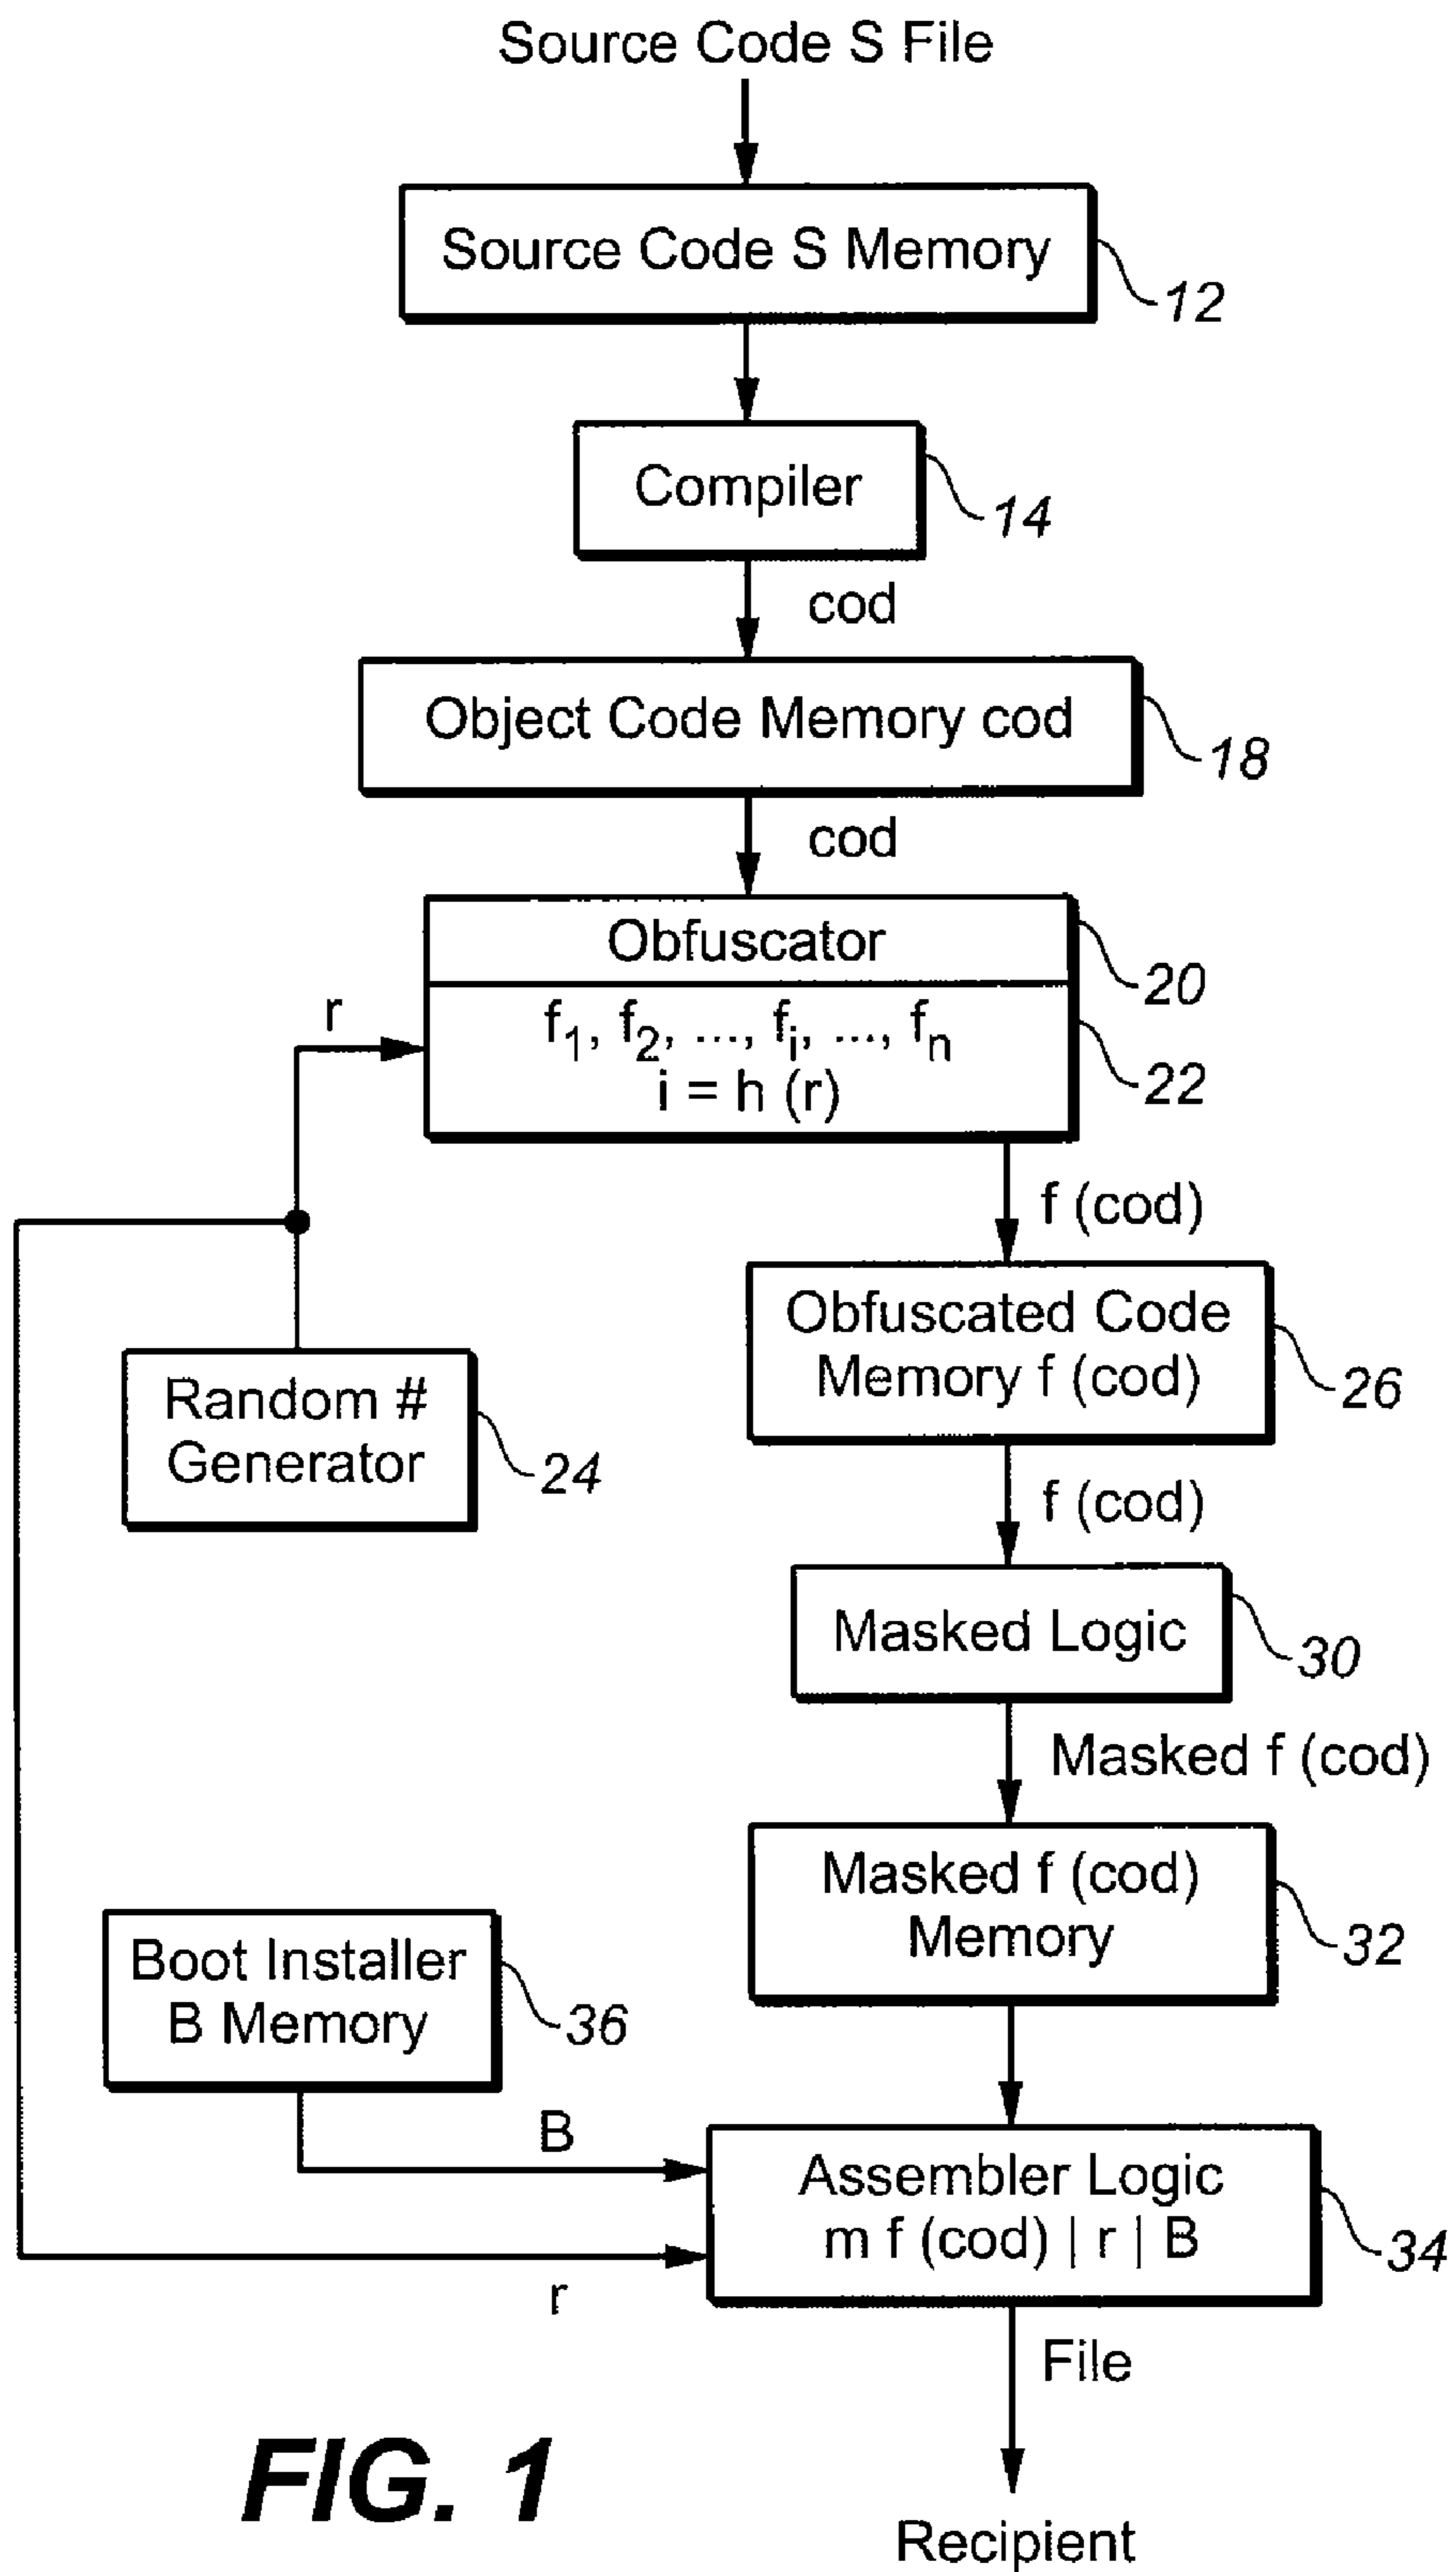 Source Code S File
Source Code S Memory
12
Compiler
14
cod
Object Code Memory cod
18
cod
Obfuscator
20
r
f1, f2, ..., fi, ..., fn
i = h (r)
22
f (cod)
Obfuscated Code
Memory f (cod)
26
Random #
Generator
24
f (cod)
Masked Logic
30
Masked f (cod)
Masked f (cod)
Memory
32
Boot Installer
B Memory
36
B
Assembler Logic
m f (cod) | r | B
34
r
File
FIG. 1
Recipient